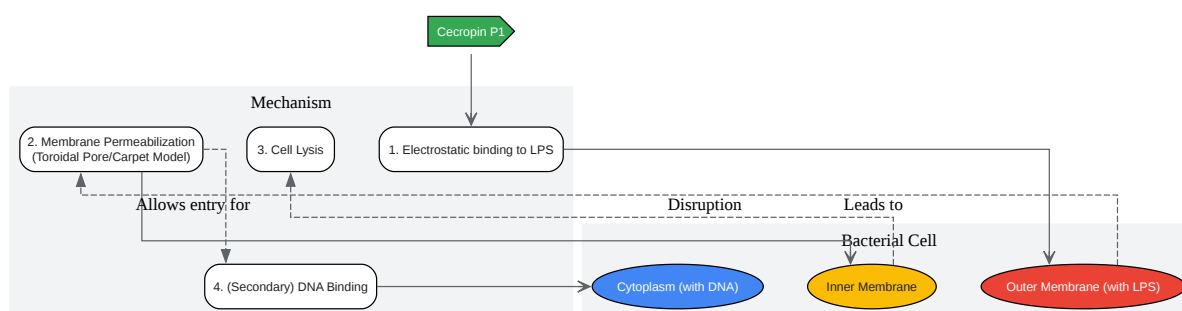 Cecropin P1
Mechanism
2. Membrane Permeabilization
(Toroidal Pore/Carpet Model)
3. Cell Lysis
1. Electrostatic binding to LPS
Allows entry for
Disruption
Leads to
Bacterial Cell
4. (Secondary) DNA Binding
Cytoplasm (with DNA)
Inner Membrane
Outer Membrane (with LPS)